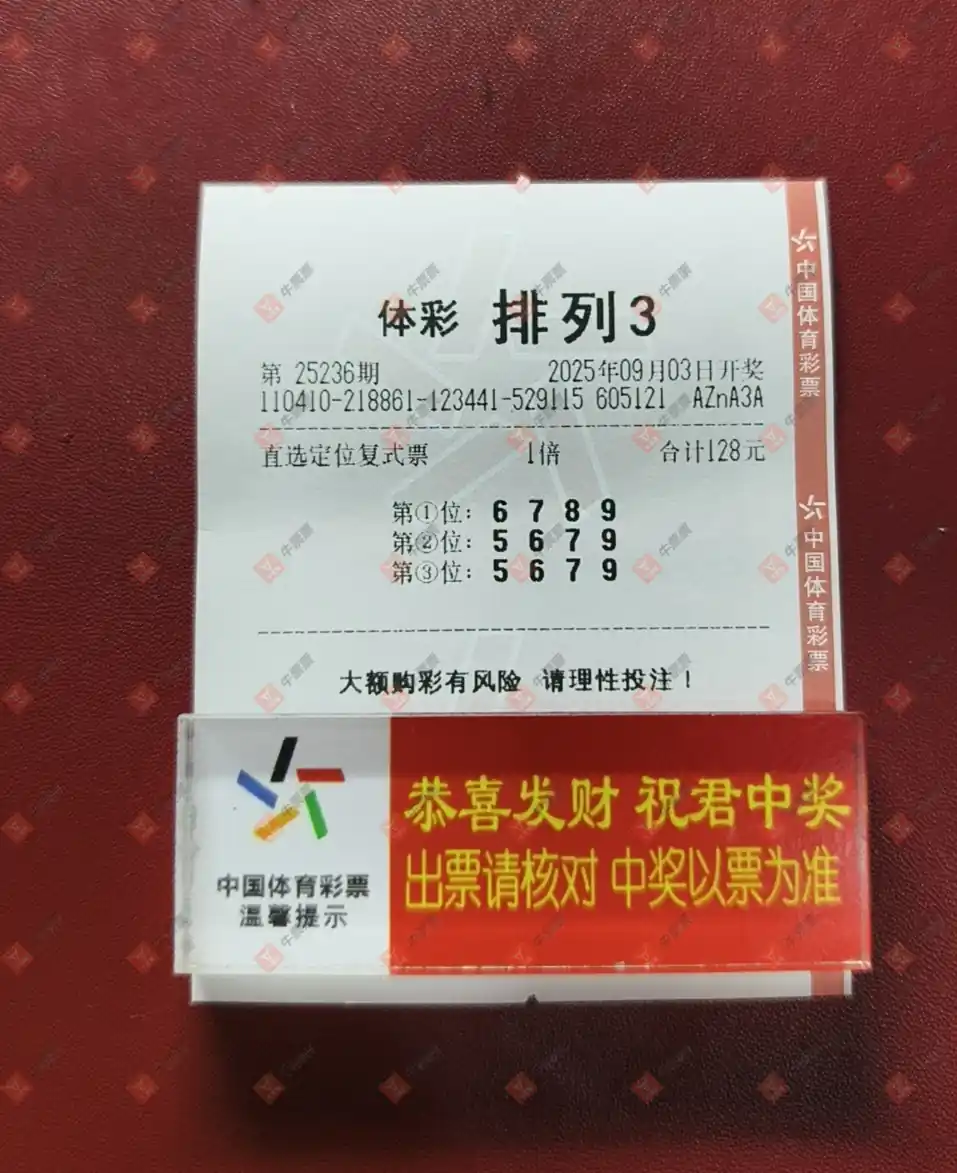 体彩 排列3
第 25236期 2025年09月03日开奖
110410-218861-123441-529115 605121 AZnA3A
直选定位复式票 1倍 合计128元
第①位: 6 7 8 9
第②位: 5 6 7 9
第③位: 5 6 7 9
大额购彩有风险 请理性投注!
中国体育彩票
中国体育彩票
恭喜发财 祝君中奖
出票请核对 中奖以票为准
中国体育彩票
温馨提示
牛票票